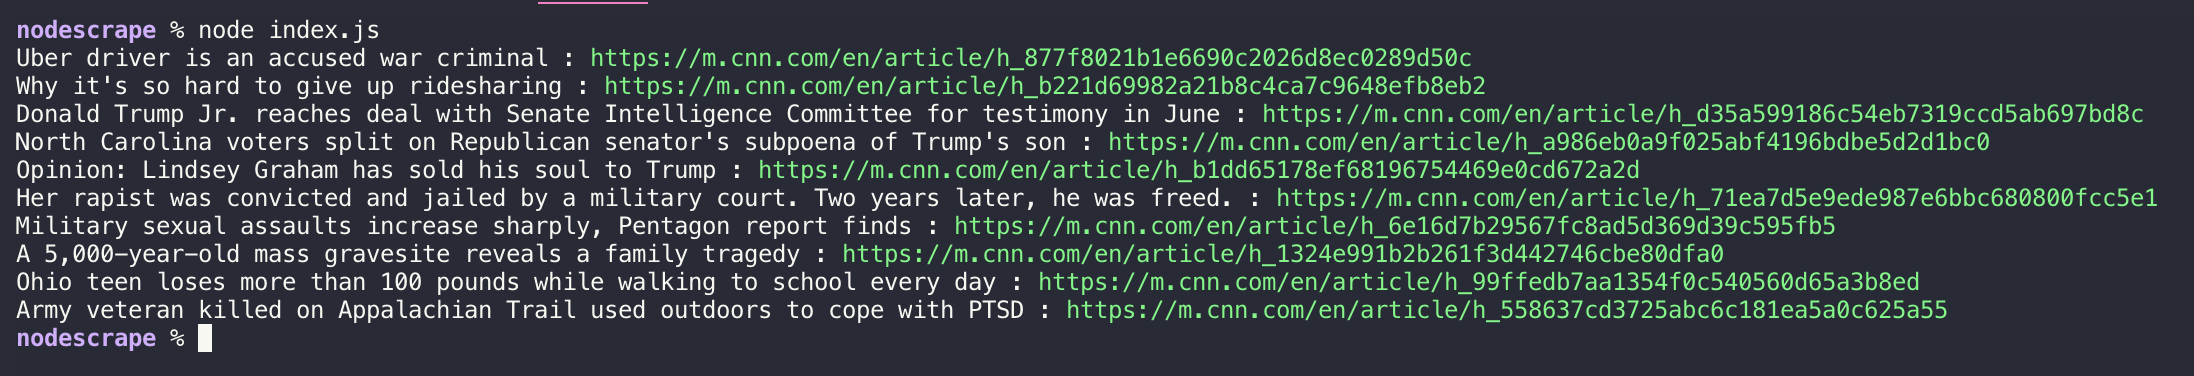 nodescrape % node index.js
Uber driver is an accused war criminal : https://m.cnn.com/en/article/h_877f8021b1e6690c2026d8ec0289d50c
Why it's so hard to give up ridesharing : https://m.cnn.com/en/article/h_b221d69982a21b8c4ca7c9648efb8eb2
Donald Trump Jr. reaches deal with Senate Intelligence Committee for testimony in June : https://m.cnn.com/en/article/h_d35a599186c54eb7319ccd5ab697bd8c
North Carolina voters split on Republican senator's subpoena of Trump's son : https://m.cnn.com/en/article/h_a986eb0a9f025abf4196bdbe5d2d1bc0
Opinion: Lindsey Graham has sold his soul to Trump : https://m.cnn.com/en/article/h_b1dd65178ef68196754469e0cd672a2d
Her rapist was convicted and jailed by a military court. Two years later, he was freed. : https://m.cnn.com/en/article/h_71ea7d5e9ede987e6bbc680800fcc5e1
Military sexual assaults increase sharply, Pentagon report finds : https://m.cnn.com/en/article/h_6e16d7b29567fc8ad5d369d39c595fb5
A 5,000-year-old mass gravesite reveals a family tragedy : https://m.cnn.com/en/article/h_1324e991b2b261f3d442746cbe80dfa0
Ohio teen loses more than 100 pounds while walking to school every day : https://m.cnn.com/en/article/h_99ffedb7aa1354f0c540560d65a3b8ed
Army veteran killed on Appalachian Trail used outdoors to cope with PTSD : https://m.cnn.com/en/article/h_558637cd3725abc6c181ea5a0c625a55
nodescrape %